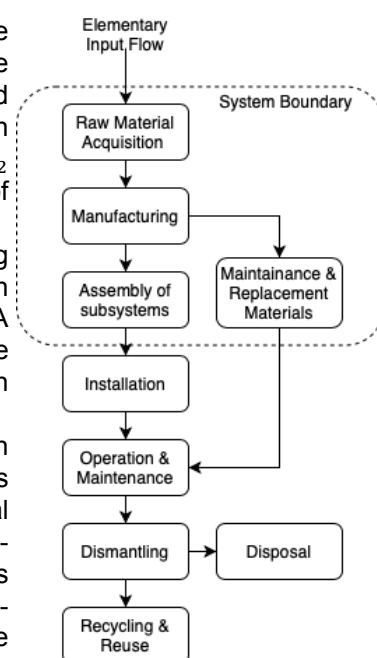 Elementary
Input Flow
System Boundary
Raw Material
Acquisition
Manufacturing
Assembly of
subsystems
Maintainance &
Replacement
Materials
Installation
Operation &
Maintenance
Dismantling
Disposal
Recycling &
Reuse